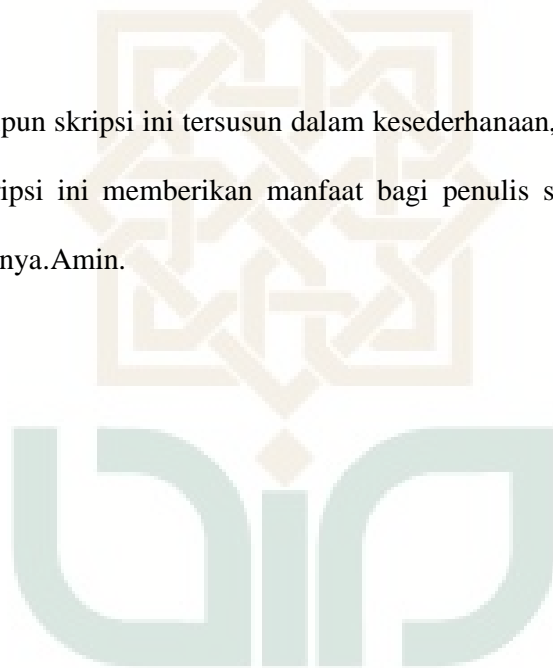 pun skripsi ini tersusun dalam kesederhanaan,
ipsi ini memberikan manfaat bagi penulis s
nya.Amin.